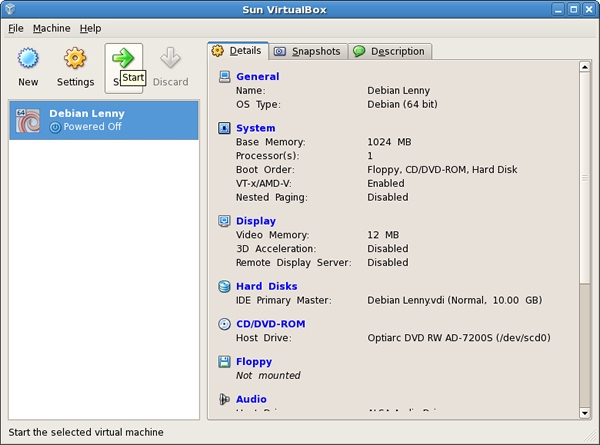 Sun VirtualBox
File Machine Help
New Settings S Discard
Start
64
Debian Lenny
Powered Off
Details Snapshots Description
General
Name: Debian Lenny
OS Type: Debian (64 bit)
System
Base Memory: 1024 MB
Processor(s): 1
Boot Order: Floppy, CD/DVD-ROM, Hard Disk
VT-x/AMD-V: Enabled
Nested Paging: Disabled
Display
Video Memory: 12 MB
3D Acceleration: Disabled
Remote Display Server: Disabled
Hard Disks
IDE Primary Master: Debian Lenny.vdi (Normal, 10.00 GB)
CD/DVD-ROM
Host Drive: Optiarc DVD RW AD-7200S (/dev/scd0)
Floppy
Not mounted
Audio
Start the selected virtual machine